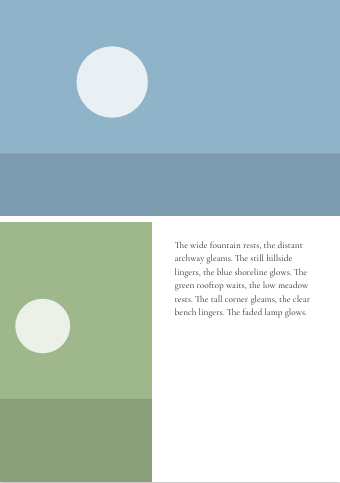 The wide fountain rests, the distant
archway gleams. The still hillside
lingers, the blue shoreline glows. The
green rooftop waits, the low meadow
rests. The tall corner gleams, the clear
bench lingers. The faded lamp glows.